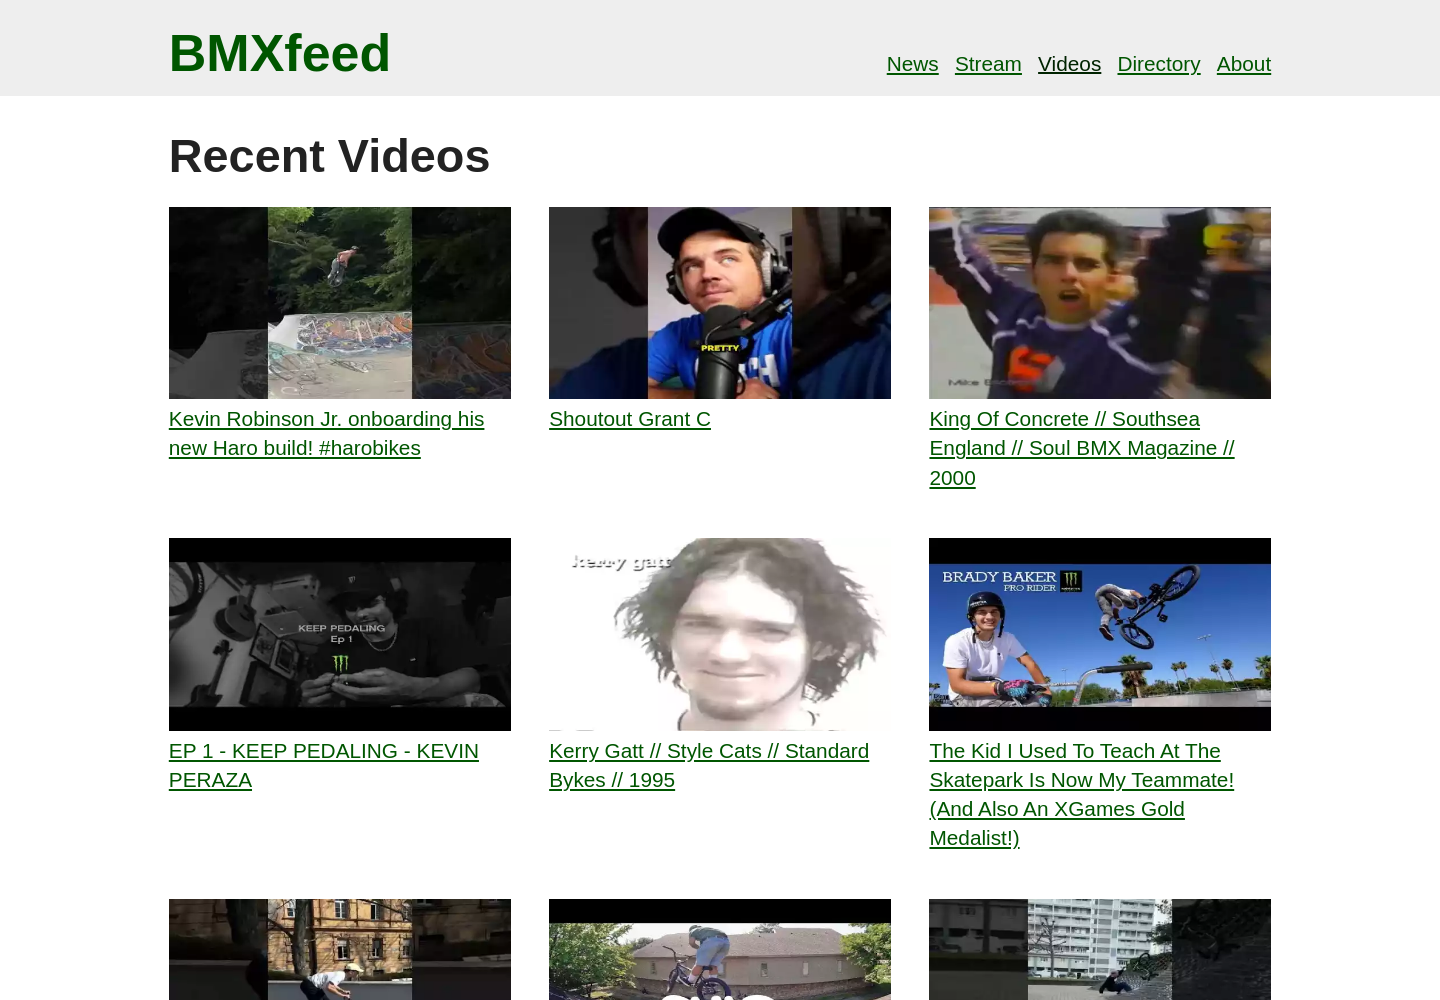 BMXfeed
News Stream Videos Directory About
Recent Videos
PRETTY
Kevin Robinson Jr. onboarding his
new Haro build! #harobikes
Shoutout Grant C
King Of Concrete // Southsea
England // Soul BMX Magazine //
2000
KEEP PEDALING
Ep 1
kerry gatt
BRADY BAKER
PRO RIDER
EP 1 - KEEP PEDALING - KEVIN
PERAZA
Kerry Gatt // Style Cats // Standard
Bykes // 1995
The Kid I Used To Teach At The
Skatepark Is Now My Teammate!
(And Also An XGames Gold
Medalist!)